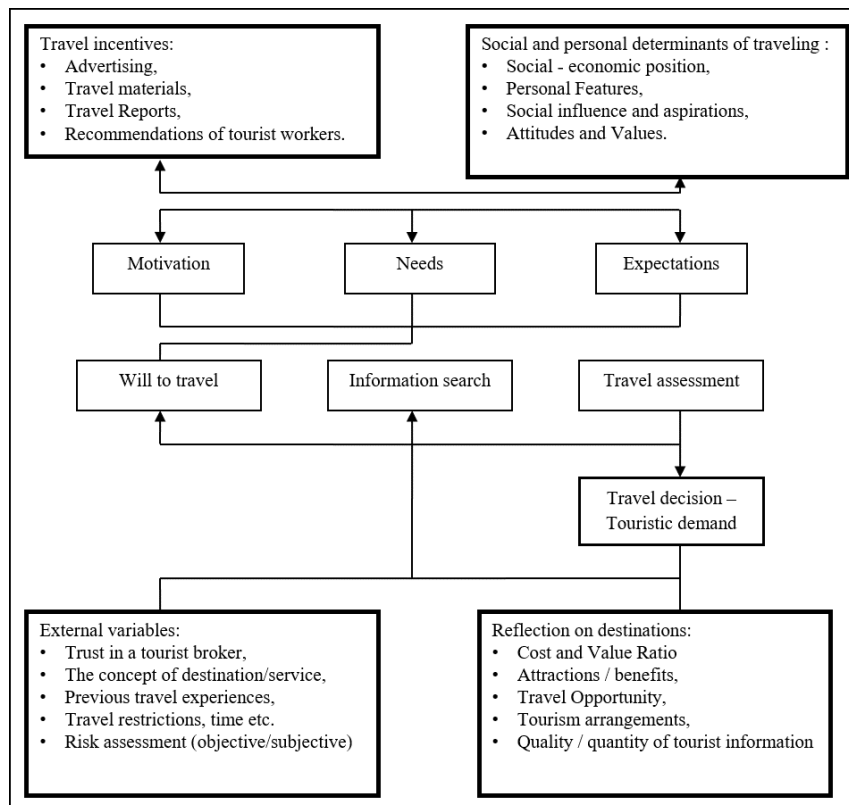 Travel incentives:
• Advertising,
• Travel materials,
• Travel Reports,
• Recommendations of tourist workers.
Social and personal determinants of traveling :
• Social - economic position,
• Personal Features,
• Social influence and aspirations,
• Attitudes and Values.
Motivation
Needs
Expectations
Will to travel
Information search
Travel assessment
Travel decision –
Touristic demand
External variables:
• Trust in a tourist broker,
• The concept of destination/service,
• Previous travel experiences,
• Travel restrictions, time etc.
• Risk assessment (objective/subjective)
Reflection on destinations:
• Cost and Value Ratio
• Attractions / benefits,
• Travel Opportunity,
• Tourism arrangements,
• Quality / quantity of tourist information